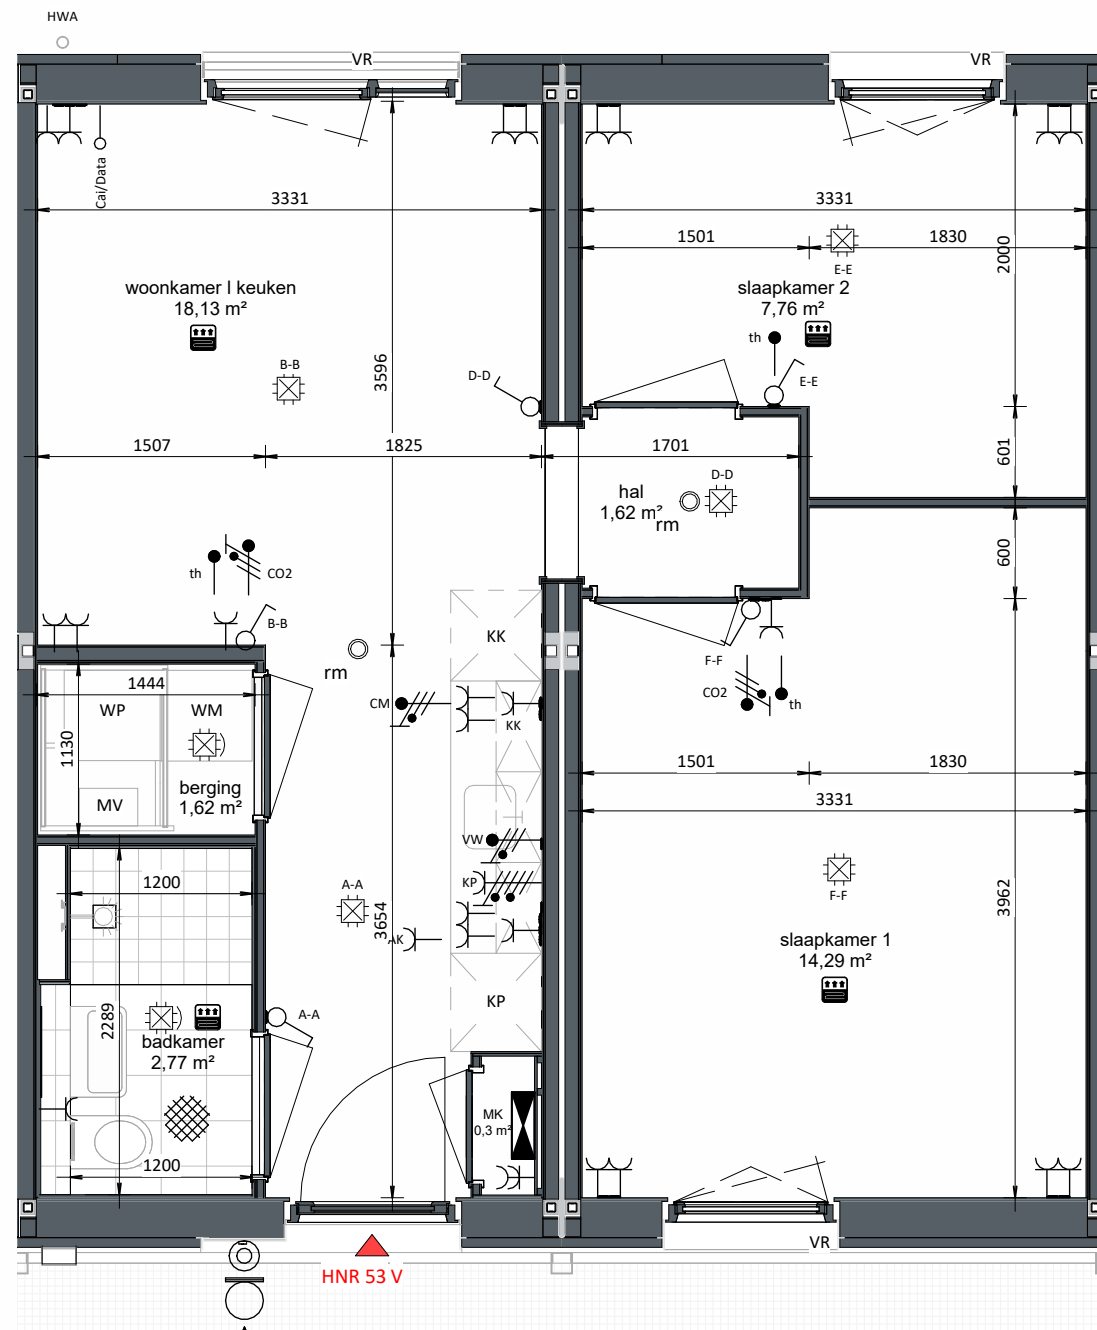 HWA
VR
VR
Cai/Data
3331
3331
1501
1830
2000
E-E
woonkamer I keuken
18,13 m²
slaapkamer 2
7,76 m²
th
E-E
B-B
3596
D-D
1507
1825
1701
601
D-D
hal
1,62 m²
rm
600
th
CO2
B-B
KK
rm
F-F
CO2
th
1444
WP
WM
CM
KK
1130
berging
1,62 m²
MV
1501
1830
3331
VW
1200
A-A
KP
F-F
3962
3654
AK
slaapkamer 1
14,29 m²
KP
2289
A-A
badkamer
2,77 m²
MK
0,3 m²
1200
VR
HNR 53 V